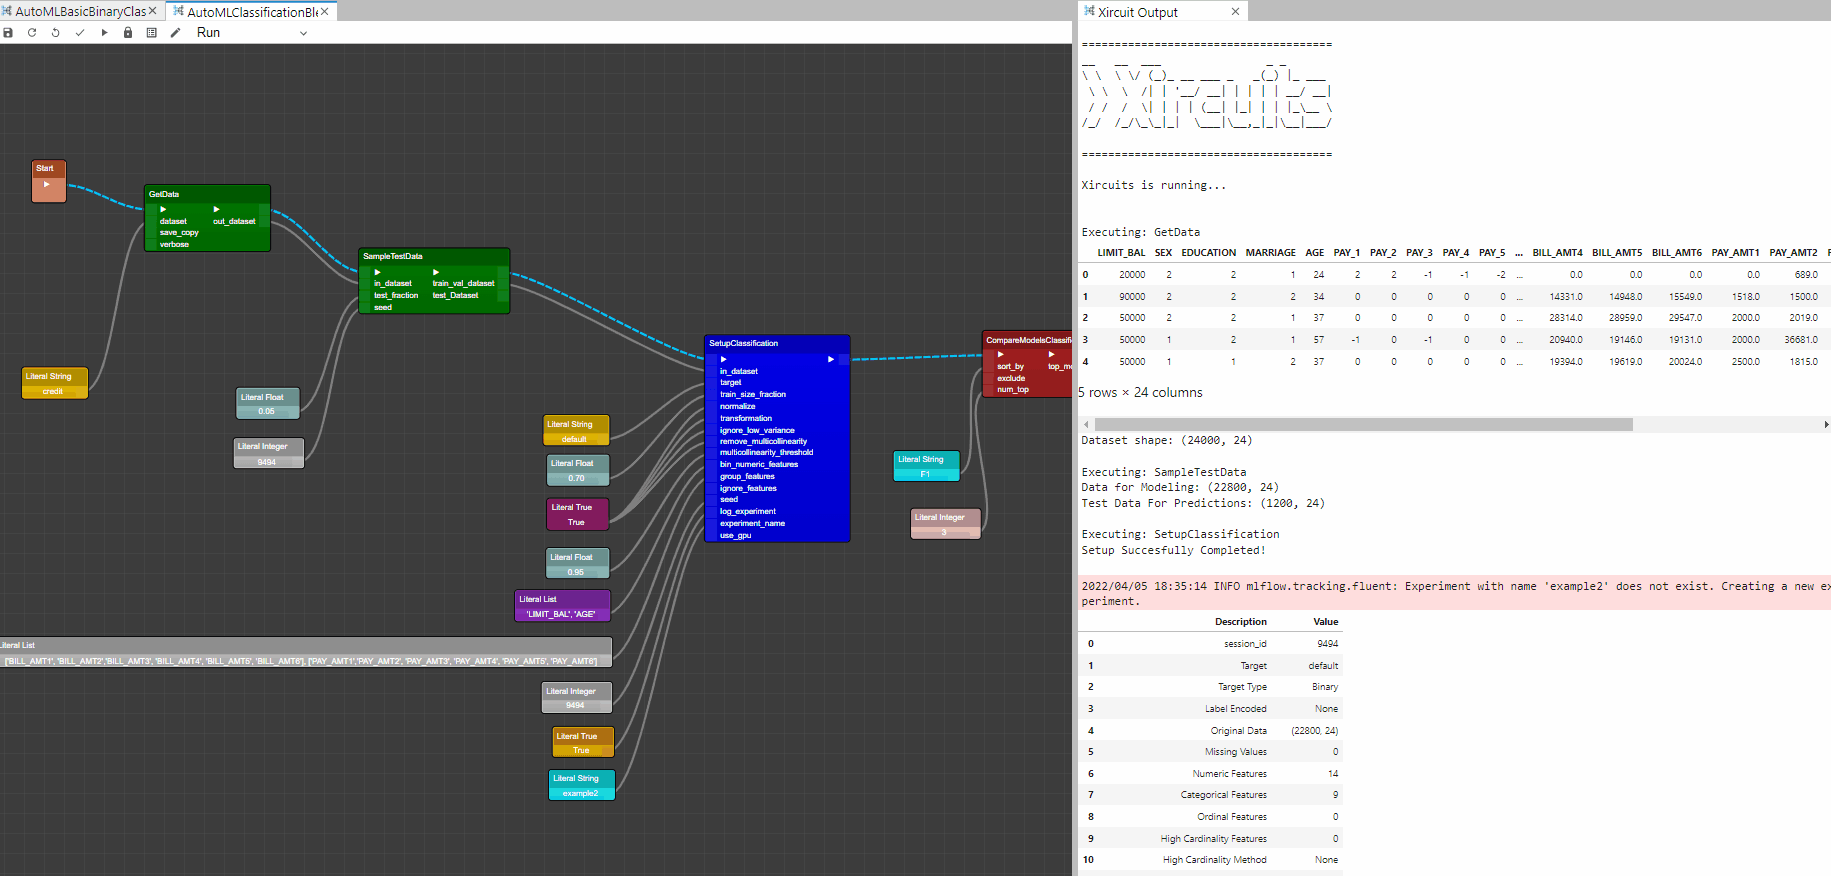 AutoMLBasicBinaryClas
AutoMLClassificationBle
Run
Start
GetData
dataset
out_dataset
save_copy
verbose
SampleTestData
in_dataset
train_val_dataset
test_fraction
test_Dataset
seed
Literal String
credit
Literal Float
0.05
Literal Integer
9494
SetupClassification
in_dataset
target
train_size_fraction
normalize
transformation
ignore_low_variance
remove_multicollinearity
multicollinearity_threshold
bin_numeric_features
group_features
ignore_features
seed
log_experiment
experiment_name
use_gpu
Literal String
default
Literal Float
0.70
Literal True
True
Literal Float
0.95
Literal List
'LIMIT_BAL', 'AGE'
iteral List
['BILL_AMT1', 'BILL_AMT2','BILL_AMT3', 'BILL_AMT4', 'BILL_AMT5', 'BILL_AMT6'], ['PAY_AMT1','PAY_AMT2', 'PAY_AMT3', 'PAY_AMT4', 'PAY_AMT5', 'PAY_AMT6']
Literal Integer
9494
Literal True
True
Literal String
example2
CompareModelsClassifi
sort_by
top_mo
exclude
num_top
Literal String
F1
Literal Integer
3
Xircuit Output
======================================
Xircuits
======================================
Xircuits is running...
Executing: GetData
LIMIT_BAL SEX EDUCATION MARRIAGE AGE PAY_1 PAY_2 PAY_3 PAY_4 PAY_5 ... BILL_AMT4 BILL_AMT5 BILL_AMT6 PAY_AMT1 PAY_AMT2
0 20000 2 2 1 24 2 2 -1 -1 -2 ... 0.0 0.0 0.0 0.0 689.0
1 90000 2 2 2 34 0 0 0 0 0 ... 14331.0 14948.0 15549.0 1518.0 1500.0
2 50000 2 2 1 37 0 0 0 0 0 ... 28314.0 28959.0 29547.0 2000.0 2019.0
3 50000 1 2 1 57 -1 0 -1 0 0 ... 20940.0 19146.0 19131.0 2000.0 36681.0
4 50000 1 1 2 37 0 0 0 0 0 ... 19394.0 19619.0 20024.0 2500.0 1815.0
5 rows × 24 columns
Dataset shape: (24000, 24)
Executing: SampleTestData
Data for Modeling: (22800, 24)
Test Data For Predictions: (1200, 24)
Executing: SetupClassification
Setup Succesfully Completed!
2022/04/05 18:35:14 INFO mlflow.tracking.fluent: Experiment with name 'example2' does not exist. Creating a new ex
periment.
Description Value
0 session_id 9494
1 Target default
2 Target Type Binary
3 Label Encoded None
4 Original Data (22800, 24)
5 Missing Values 0
6 Numeric Features 14
7 Categorical Features 9
8 Ordinal Features 0
9 High Cardinality Features 0
10 High Cardinality Method None